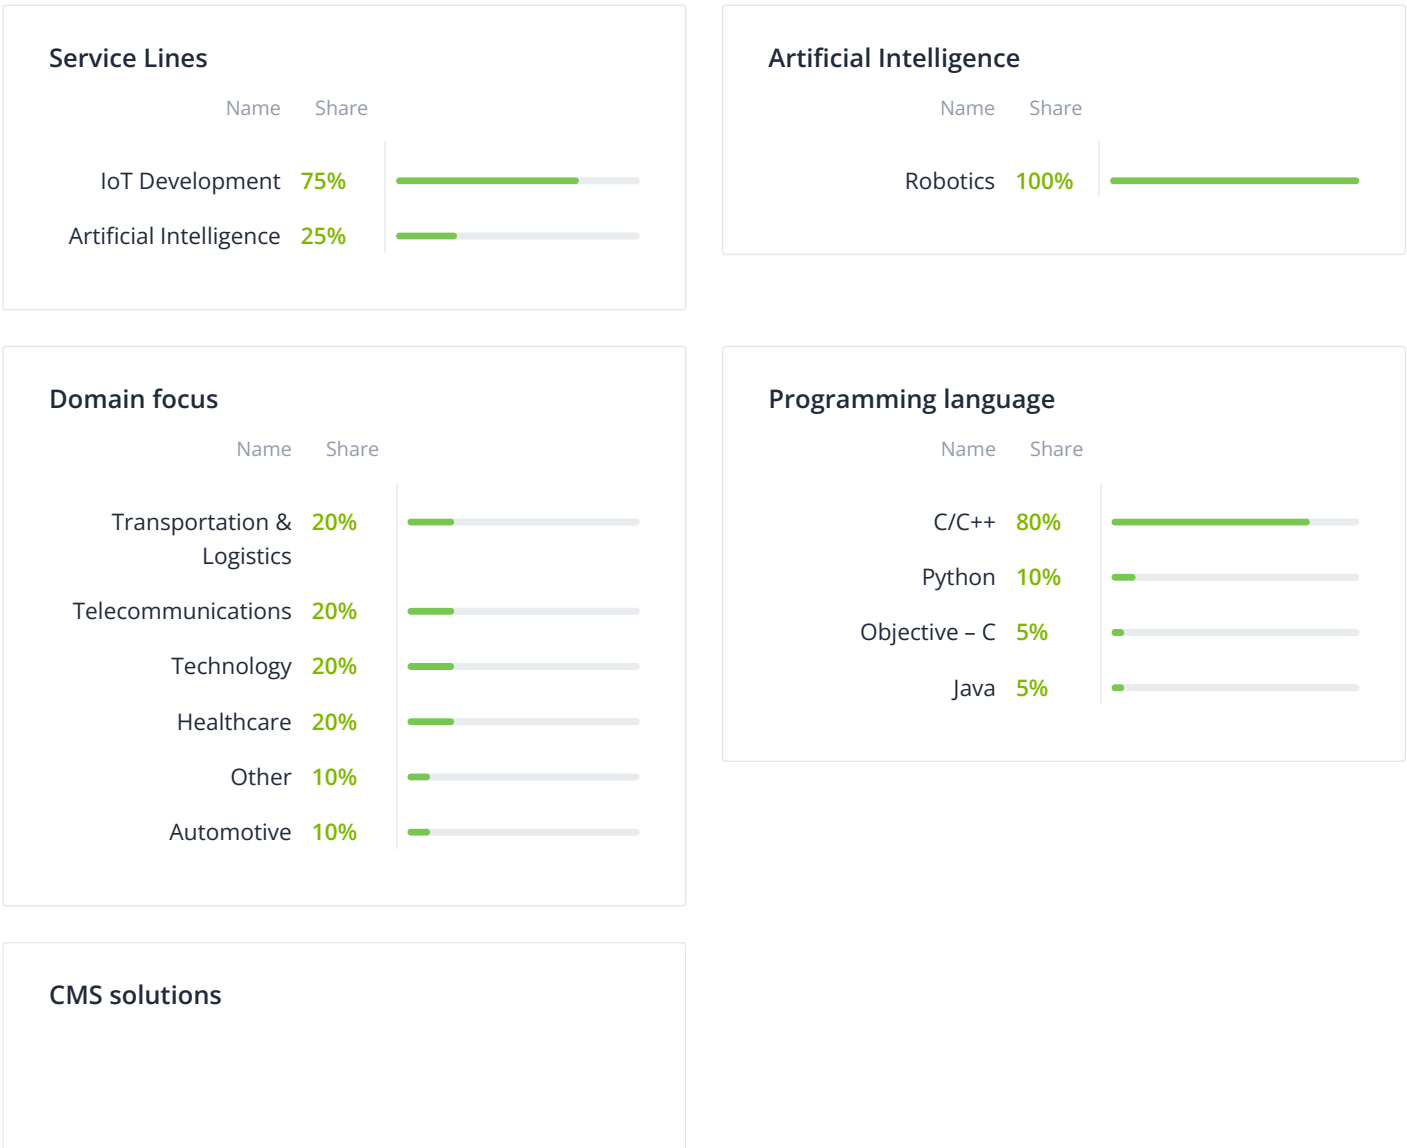 Service Lines
Name Share
IoT Development 75%
Artificial Intelligence 25%
Artificial Intelligence
Name Share
Robotics 100%
Domain focus
Name Share
Transportation & 20%
Logistics
Telecommunications 20%
Technology 20%
Healthcare 20%
Other 10%
Automotive 10%
Programming language
Name Share
C/C++ 80%
Python 10%
Objective – C 5%
Java 5%
CMS solutions